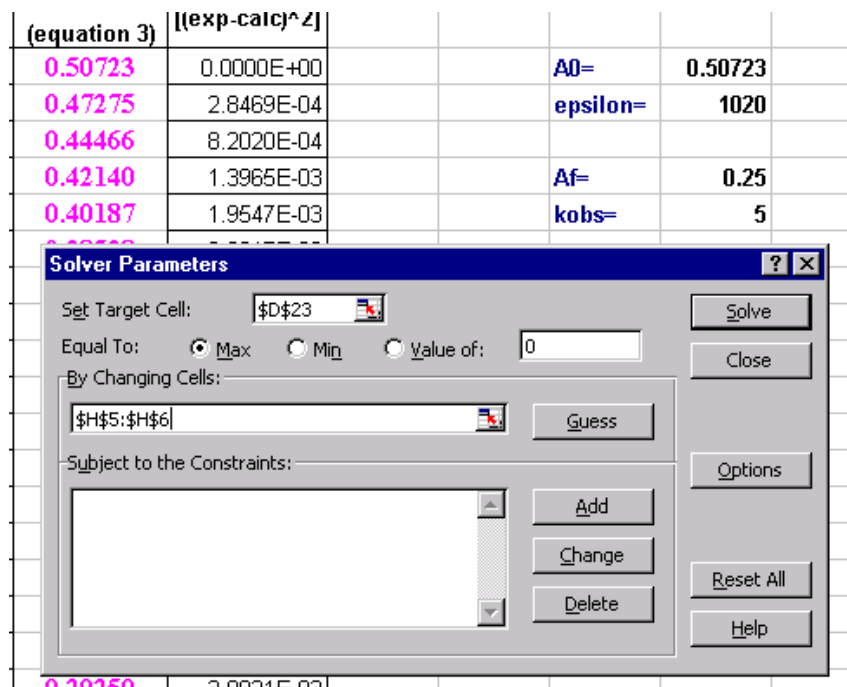 (equation 3) [(exp-calc)^2]
0.50723 0.0000E+00 A0= 0.50723
0.47275 2.8469E-04 epsilon= 1020
0.44466 8.2020E-04
0.42140 1.3965E-03 Af= 0.25
0.40187 1.9547E-03 kobs= 5
Solver Parameters
Set Target Cell: $D$23 Solve
Equal To: Max Min Value of: 0 Close
By Changing Cells:
$H$5:$H$6 Guess
Subject to the Constraints: Options
Add
Change
Reset All
Delete
Help